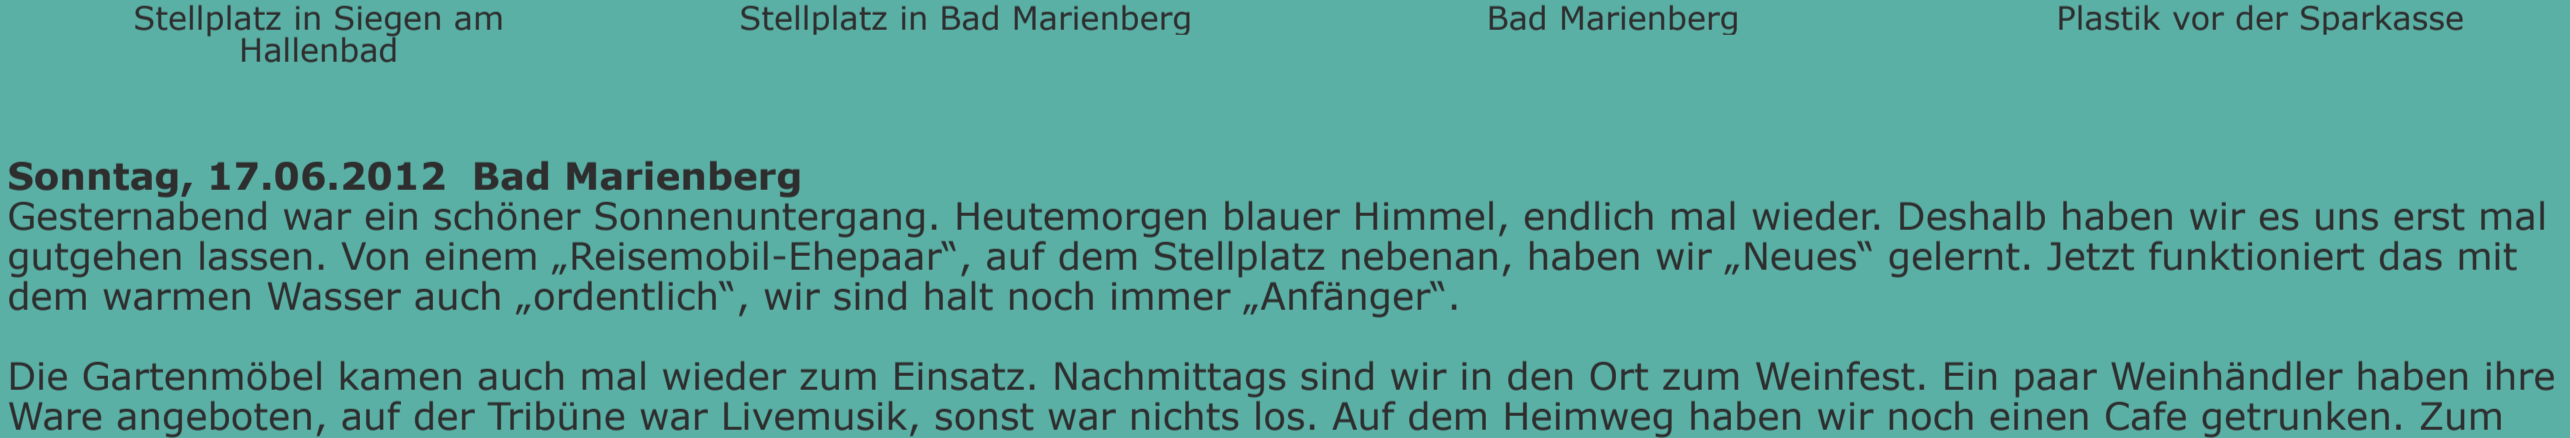 Stellplatz in Siegen am
Hallenbad
Stellplatz in Bad Marienberg
Bad Marienberg
Plastik vor der Sparkasse
Sonntag, 17.06.2012  Bad Marienberg
Gesternabend war ein schöner Sonnenuntergang. Heutemorgen blauer Himmel, endlich mal wieder. Deshalb haben wir es uns erst mal
gutgehen lassen. Von einem „Reisemobil-Ehepaar“, auf dem Stellplatz nebenan, haben wir „Neues“ gelernt. Jetzt funktioniert das mit
dem warmen Wasser auch „ordentlich“, wir sind halt noch immer „Anfänger“.
Die Gartenmöbel kamen auch mal wieder zum Einsatz. Nachmittags sind wir in den Ort zum Weinfest. Ein paar Weinhändler haben ihre
Ware angeboten, auf der Tribüne war Livemusik, sonst war nichts los. Auf dem Heimweg haben wir noch einen Cafe getrunken. Zum